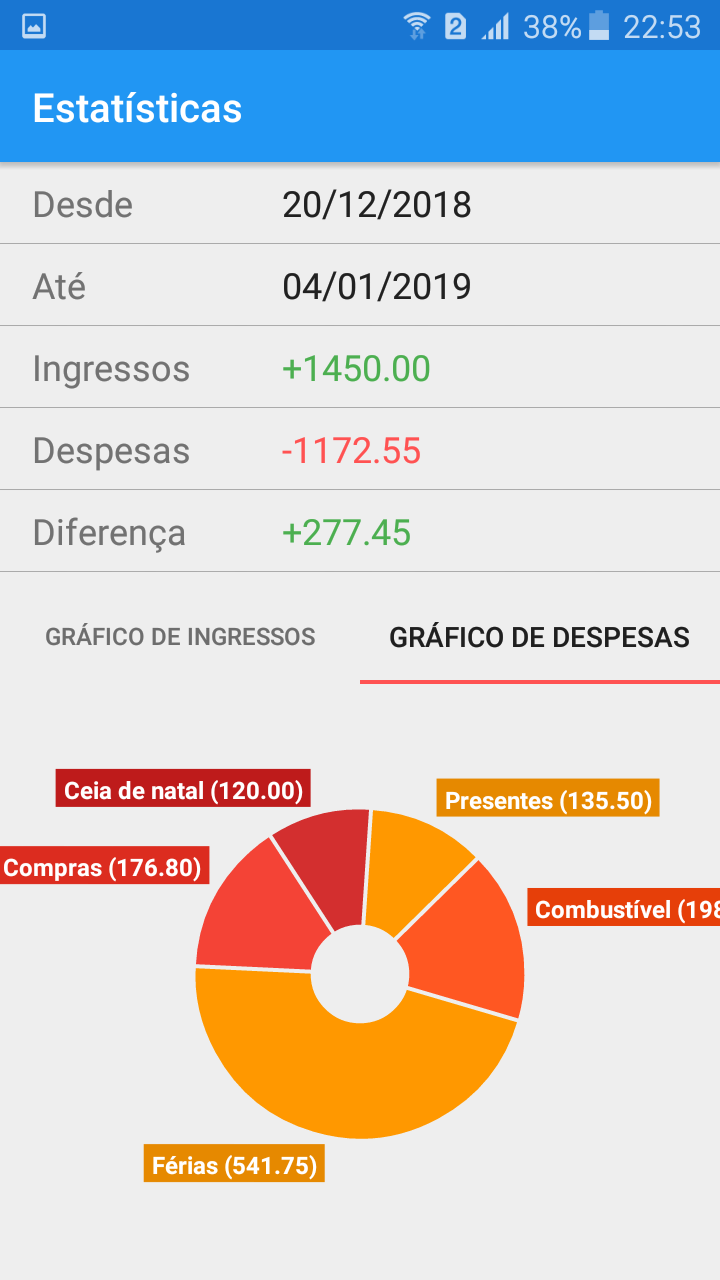 2 38% 22:53
Estatísticas
Desde 20/12/2018
Até 04/01/2019
Ingressos +1450.00
Despesas -1172.55
Diferença +277.45
GRÁFICO DE INGRESSOS GRÁFICO DE DESPESAS
Ceia de natal (120.00)
Presentes (135.50)
Compras (176.80)
Combustível (198
Férias (541.75)